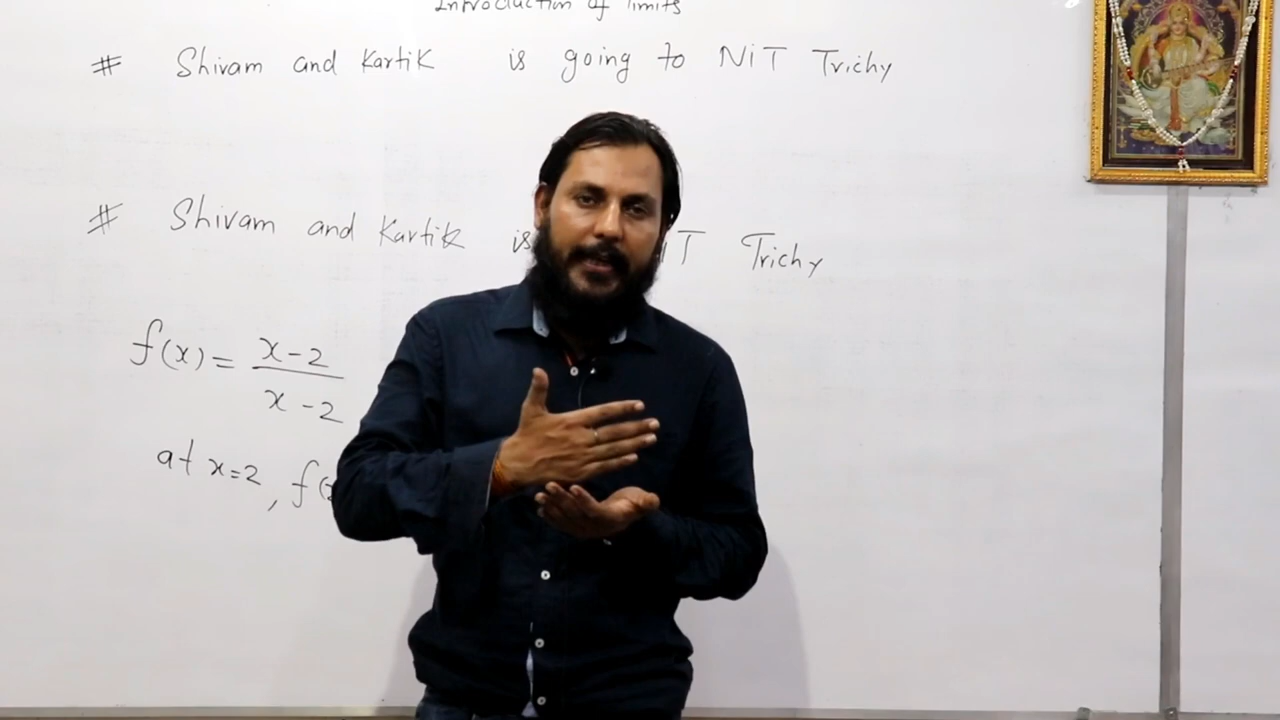 Introduction of limits
# Shivam and Kartik is going to NiT Trichy
# Shivam and Kartik is IT Trichy
f(x) = x-2
x-2
at x=2, f(